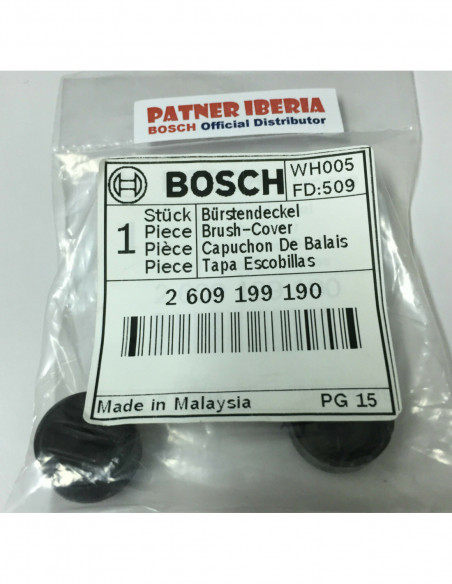 PATNER IBERIA
BOSCH Official Distributor
BOSCH
WH005
FD:509
1
Stück Bürstendeckel
Piece Brush-Cover
Pièce Capuchon De Balais
Piece Tapa Escobillas
2 609 199 190
Made in Malaysia PG 15